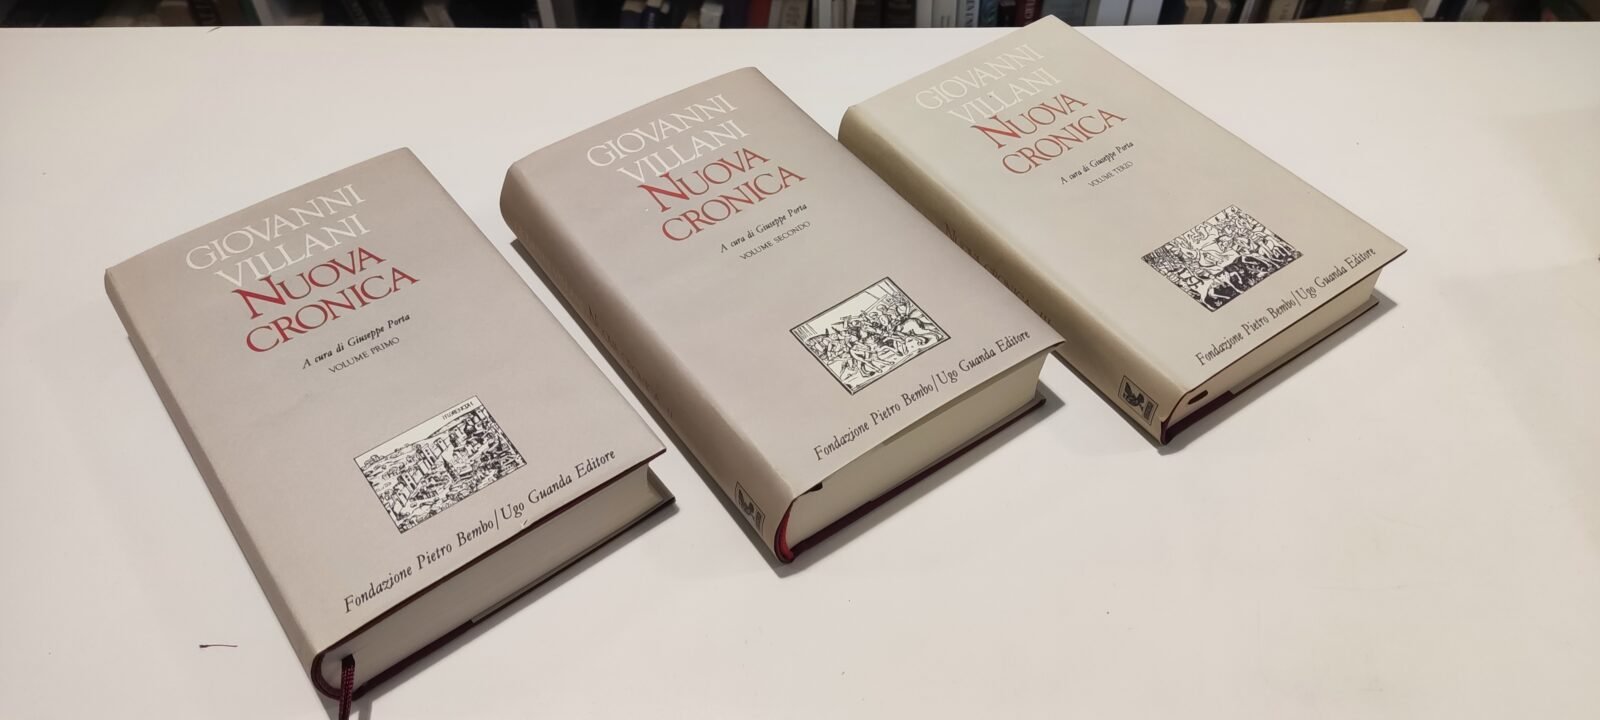 GIOVANNI
VILLANI
NUOVA
CRONICA
A cura di Giuseppe Porta
VOLUME PRIMO
Fondazione Pietro Bembo/Ugo Guanda Editore
GIOVANNI
VILLANI
NUOVA
CRONICA
A cura di Giuseppe Porta
VOLUME SECONDO
Fondazione Pietro Bembo/Ugo Guanda Editore
GIOVANNI
VILLANI
NUOVA
CRONICA
A cura di Giuseppe Porta
VOLUME TERZO
Fondazione Pietro Bembo/Ugo Guanda Editore